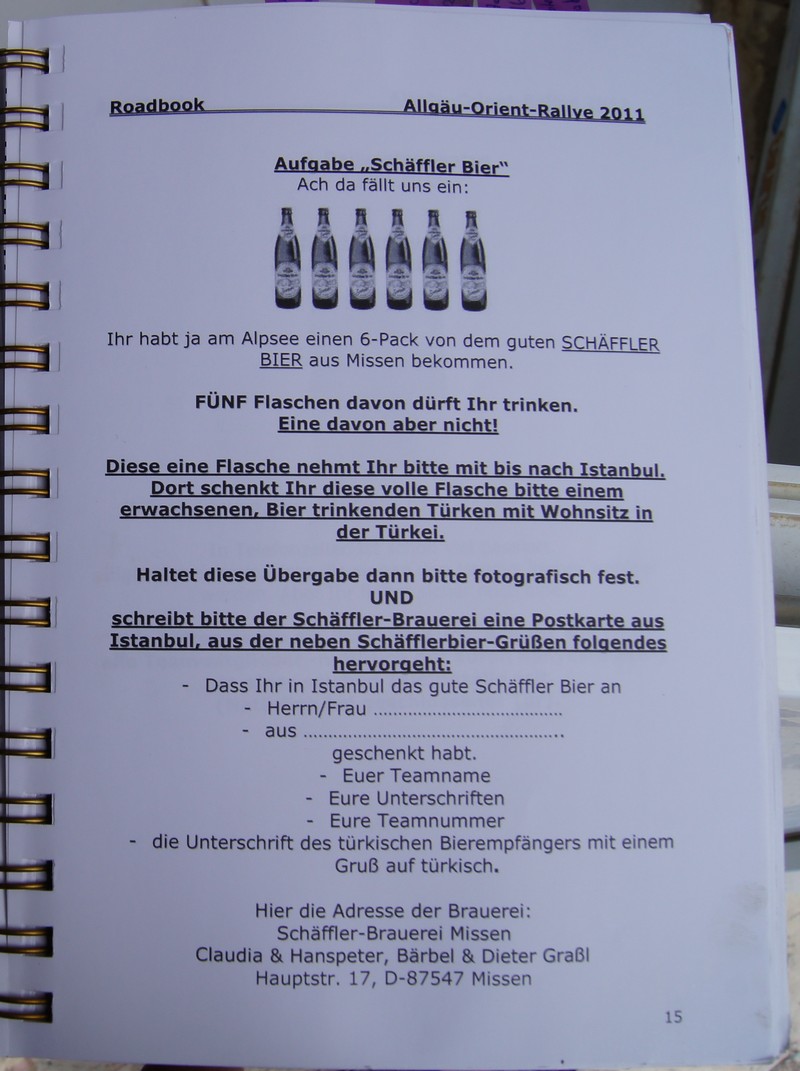 Roadbook Allgäu-Orient-Rallye 2011
Aufgabe „Schäffler Bier“
Ach da fällt uns ein:
Ihr habt ja am Alpsee einen 6-Pack von dem guten SCHÄFFLER
BIER aus Missen bekommen.
FÜNF Flaschen davon dürft Ihr trinken.
Eine davon aber nicht!
Diese eine Flasche nehmt Ihr bitte mit bis nach Istanbul.
Dort schenkt Ihr diese volle Flasche bitte einem
erwachsenen, Bier trinkenden Türken mit Wohnsitz in
der Türkei.
Haltet diese Übergabe dann bitte fotografisch fest.
UND
schreibt bitte der Schäffler-Brauerei eine Postkarte aus
Istanbul, aus der neben Schäfflerbier-Grüßen folgendes
hervorgeht:
- Dass Ihr in Istanbul das gute Schäffler Bier an
- Herrn/Frau ......................................
- aus ....................................................
geschenkt habt.
- Euer Teamname
- Eure Unterschriften
- Eure Teamnummer
- die Unterschrift des türkischen Bierempfängers mit einem
Gruß auf türkisch.
Hier die Adresse der Brauerei:
Schäffler-Brauerei Missen
Claudia & Hanspeter, Bärbel & Dieter Graßl
Hauptstr. 17, D-87547 Missen
15